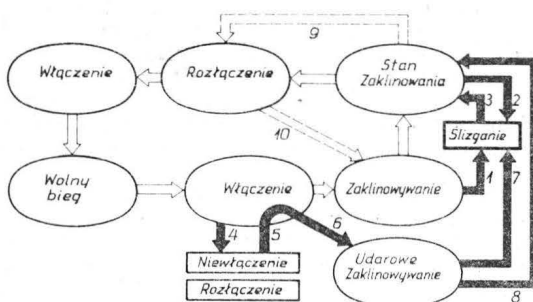 9
Włączenie
Rozłączenie
Stan
Zaklinowania
3
2
10
Ślizganie
Wolny
bieg
Włączenie
Zaklinowywanie
1
7
4
5
6
Niewłączenie
Rozłączenie
Udarowe
Zaklinowywanie
8